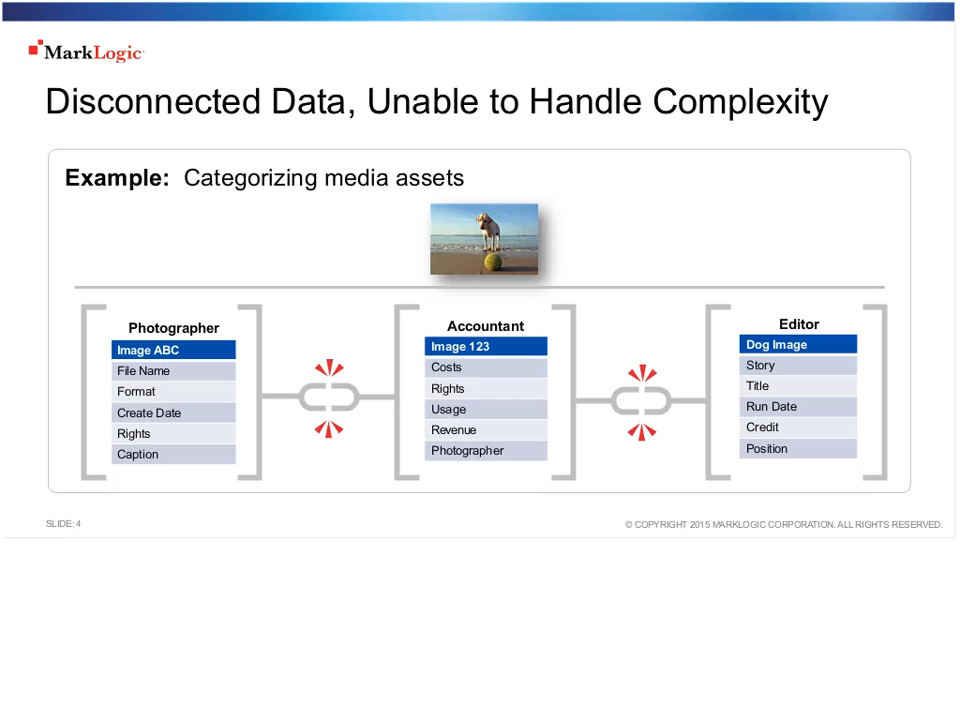 MarkLogic
Disconnected Data, Unable to Handle Complexity
Example: Categorizing media assets
Photographer
Image ABC
File Name
Format
Create Date
Rights
Caption
Accountant
Image 123
Costs
Rights
Usage
Revenue
Photographer
Editor
Dog Image
Story
Title
Run Date
Credit
Position
SLIDE: 4
© COPYRIGHT 2015 MARKLOGIC CORPORATION. ALL RIGHTS RESERVED.